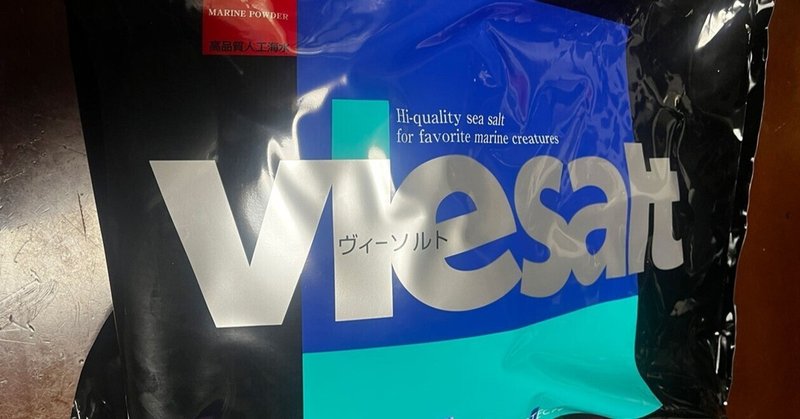 MARINE POWDER
高品質人工海水
Hi-quality sea salt
for favorite marine creatures
viesalt
ヴィーソルト